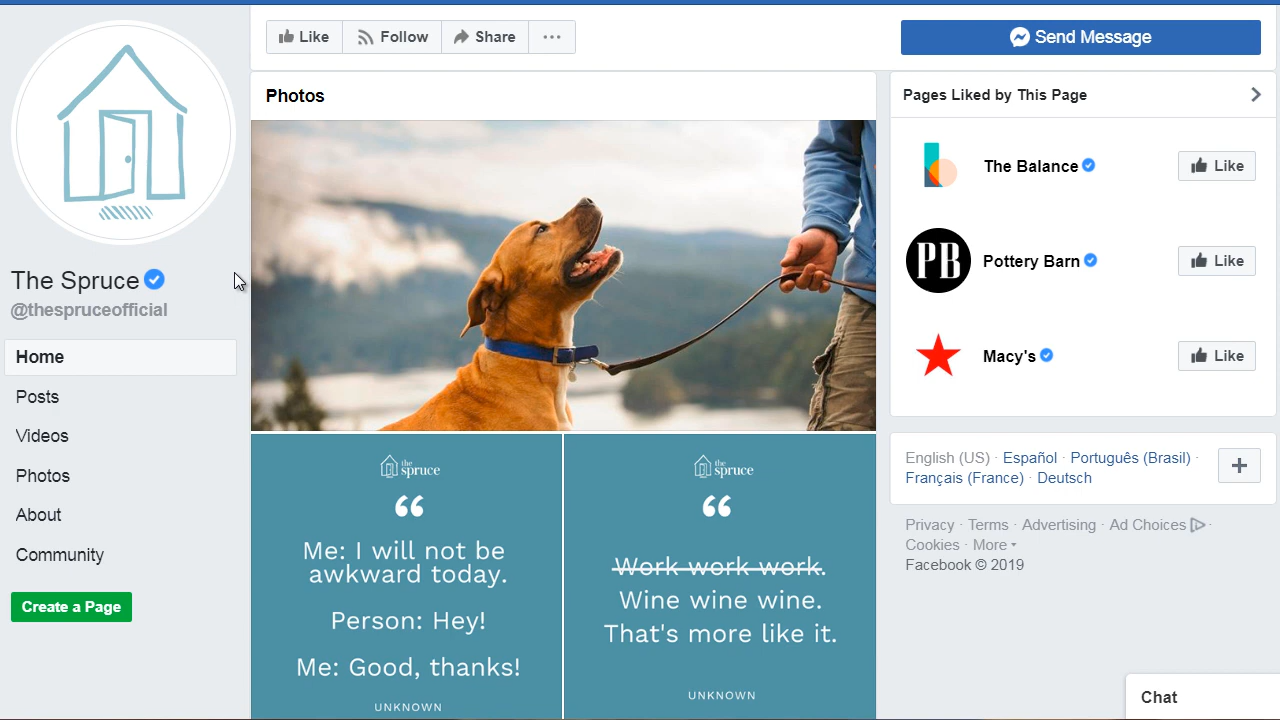 Like
Follow
Share
Send Message
The Spruce
@thespruceofficial
Home
Posts
Videos
Photos
About
Community
Create a Page
Photos
the
spruce
“
Me: I will not be
awkward today.
Person: Hey!
Me: Good, thanks!
UNKNOWN
the
spruce
“
Work work work.
Wine wine wine.
That's more like it.
UNKNOWN
Pages Liked by This Page
The Balance
Like
PB
Pottery Barn
Like
Macy's
Like
English (US) · Español · Português (Brasil) ·
Français (France) · Deutsch
Privacy · Terms · Advertising · Ad Choices ·
Cookies · More
Facebook © 2019
Chat